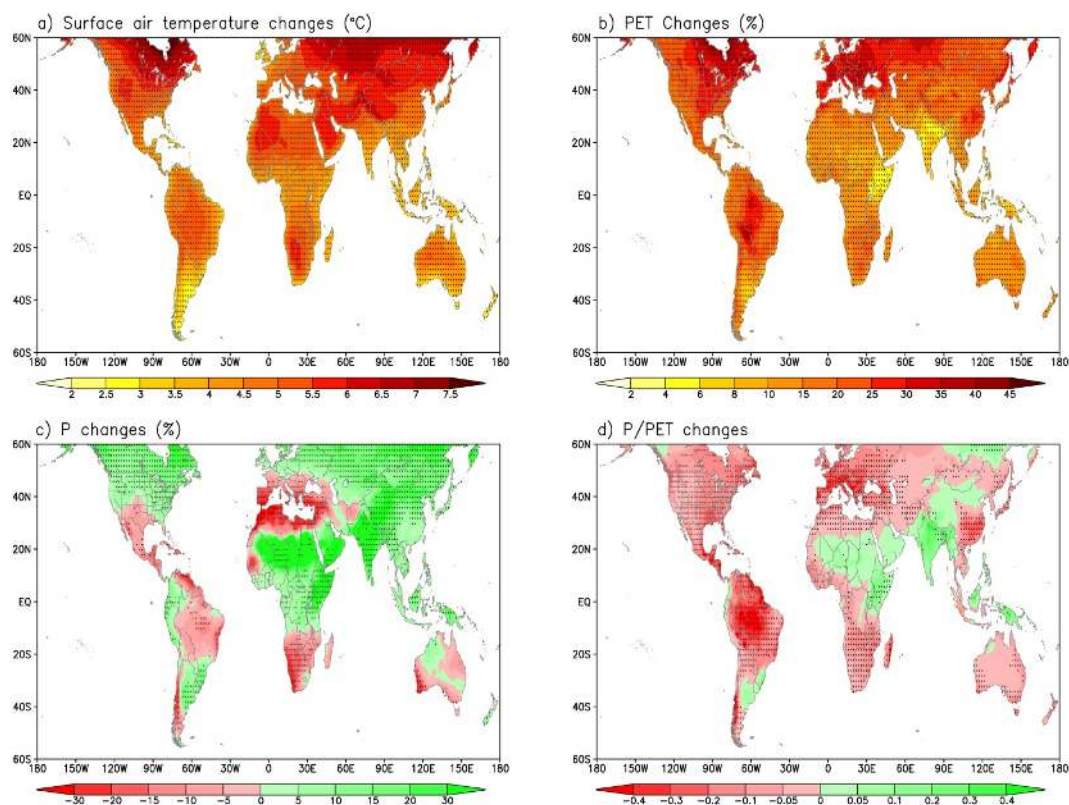 a) Surface air temperature changes (°C)
60N
40N
20N
EQ
20S
40S
60S
180 150W 120W 90W 60W 30W 0 30E 60E 90E 120E 150E 180
2 2.5 3 3.5 4 4.5 5 5.5 6 6.5 7 7.5
b) PET Changes (%)
60N
40N
20N
EQ
20S
40S
60S
180 150W 120W 90W 60W 30W 0 30E 60E 90E 120E 150E 180
2 4 6 8 10 15 20 25 30 35 40 45
c) P changes (%)
60N
40N
20N
EQ
20S
40S
60S
180 150W 120W 90W 60W 30W 0 30E 60E 90E 120E 150E 180
-30 -20 -15 -10 -5 0 5 10 15 20 30
d) P/PET changes
60N
40N
20N
EQ
20S
40S
60S
180 150W 120W 90W 60W 30W 0 30E 60E 90E 120E 150E 180
-0.4 -0.3 -0.2 -0.1 -0.05 0 0.05 0.1 0.2 0.3 0.4